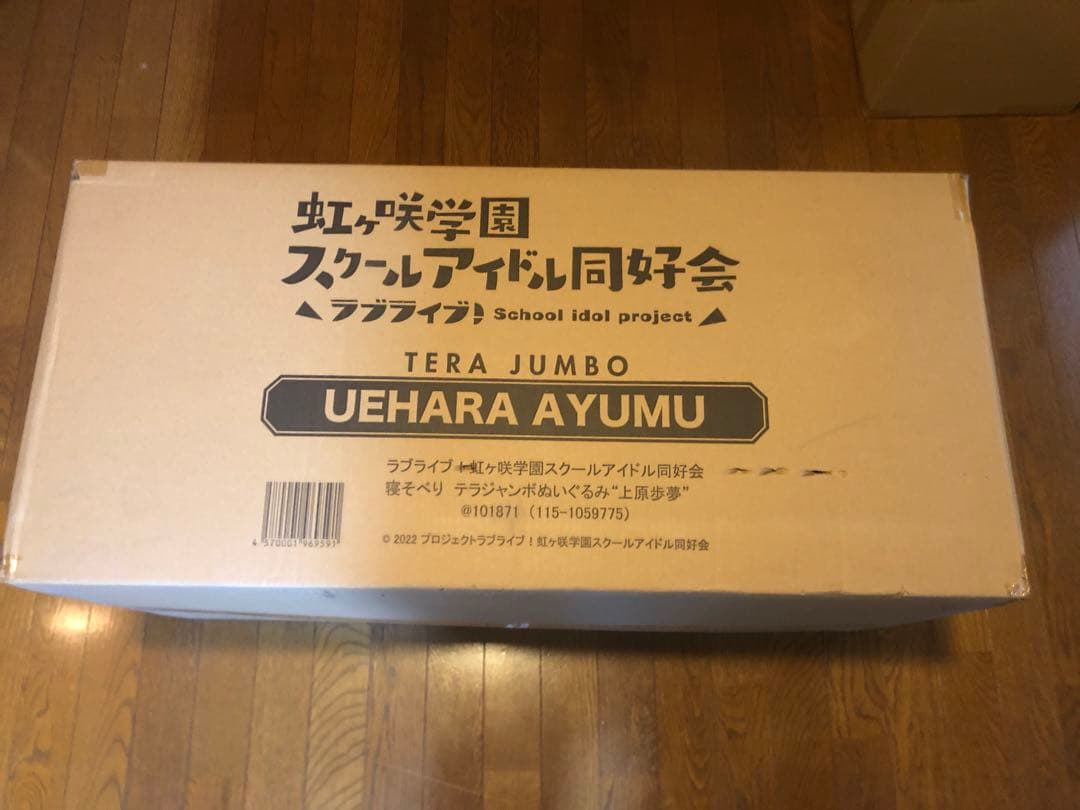 虹ヶ咲学園
スクールアイドル同好会
ラブライブ! School idol project
TERA JUMBO
UEHARA AYUMU
ラブライブ!虹ヶ咲学園スクールアイドル同好会
寝そべり テラジャンボぬいぐるみ“上原歩夢”
@101871 (115-1059775)
4 570001 969591
© 2022 プロジェクトラブライブ!虹ヶ咲学園スクールアイドル同好会